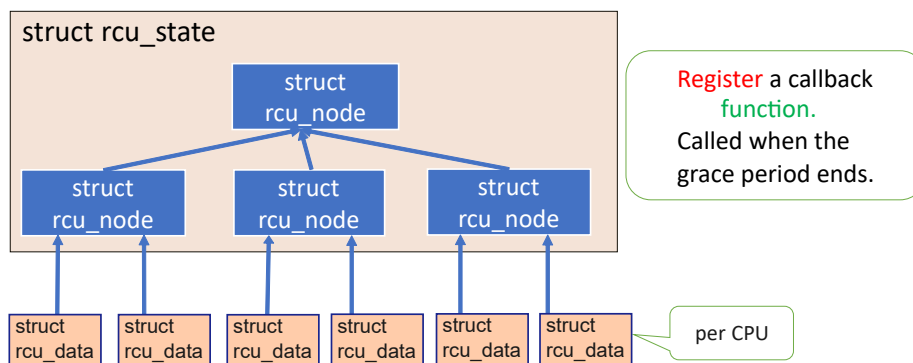 struct rcu_state
struct
rcu_node
Register a callback
function.
Called when the
grace period ends.
struct
rcu_node
struct
rcu_node
struct
rcu_node
struct
rcu_data
struct
rcu_data
struct
rcu_data
struct
rcu_data
struct
rcu_data
struct
rcu_data
per CPU